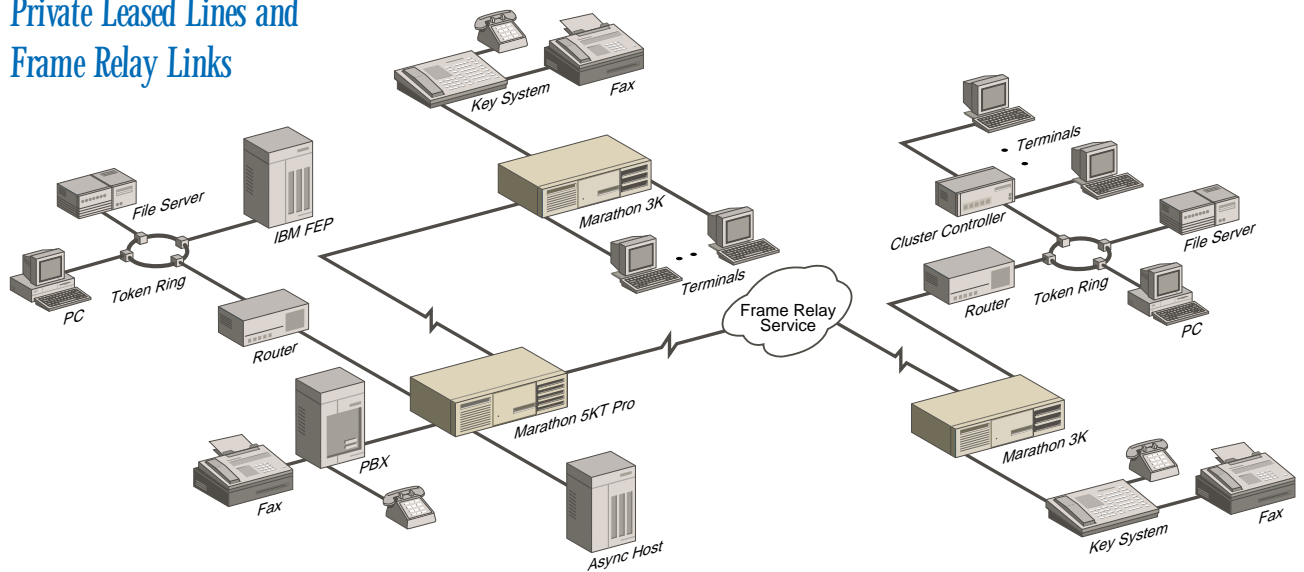 Private Leased Lines and
Frame Relay Links
Key System
Fax
Terminals
File Server
IBM FEP
Marathon 3K
Cluster Controller
File Server
Token Ring
PC
Terminals
Router
Token Ring
PC
Frame Relay
Service
Router
Marathon 5KT Pro
PBX
Fax
Async Host
Marathon 3K
Key System
Fax